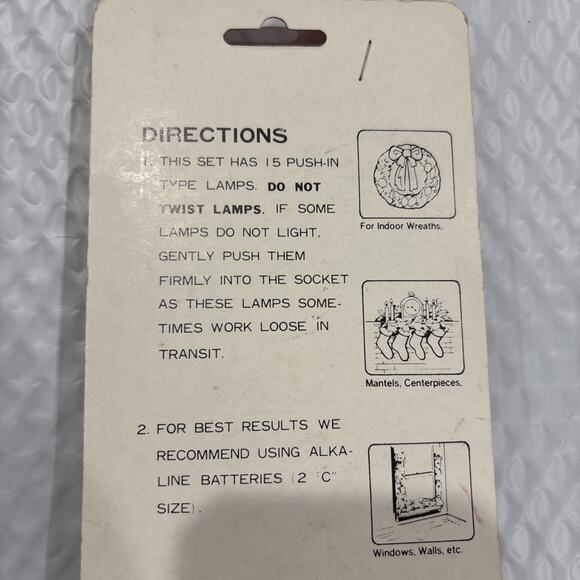 DIRECTIONS
1. THIS SET HAS 15 PUSH-IN
TYPE LAMPS. DO NOT
TWIST LAMPS. IF SOME
LAMPS DO NOT LIGHT,
GENTLY PUSH THEM
FIRMLY INTO THE SOCKET
AS THESE LAMPS SOME-
TIMES WORK LOOSE IN
TRANSIT.
2. FOR BEST RESULTS WE
RECOMMEND USING ALKA-
LINE BATTERIES (2 "C"
SIZE).
For Indoor Wreaths,
Mantels, Centerpieces,
Windows, Walls, etc.